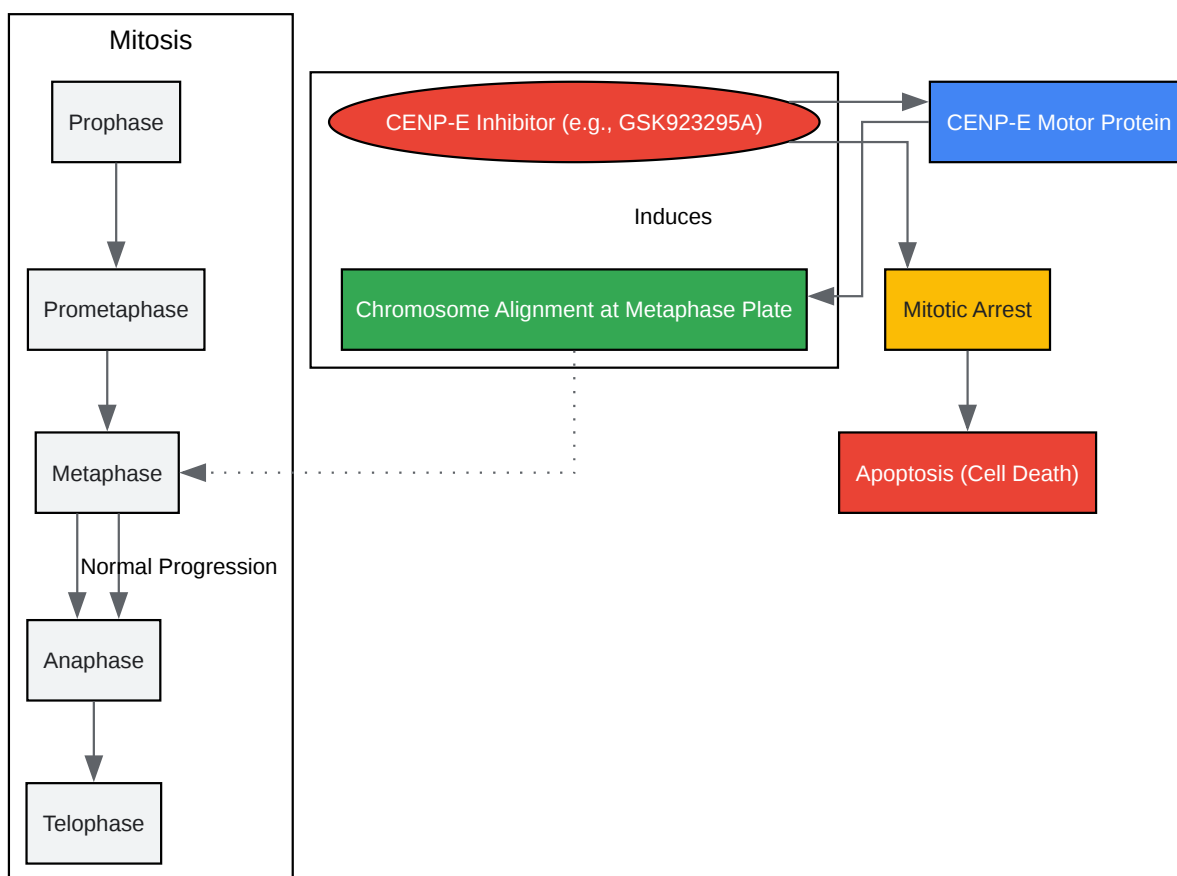 Mitosis
Prophase
CENP-E Inhibitor (e.g., GSK923295A)
CENP-E Motor Protein
Induces
Prometaphase
Chromosome Alignment at Metaphase Plate
Mitotic Arrest
Metaphase
Apoptosis (Cell Death)
Normal Progression
Anaphase
Telophase